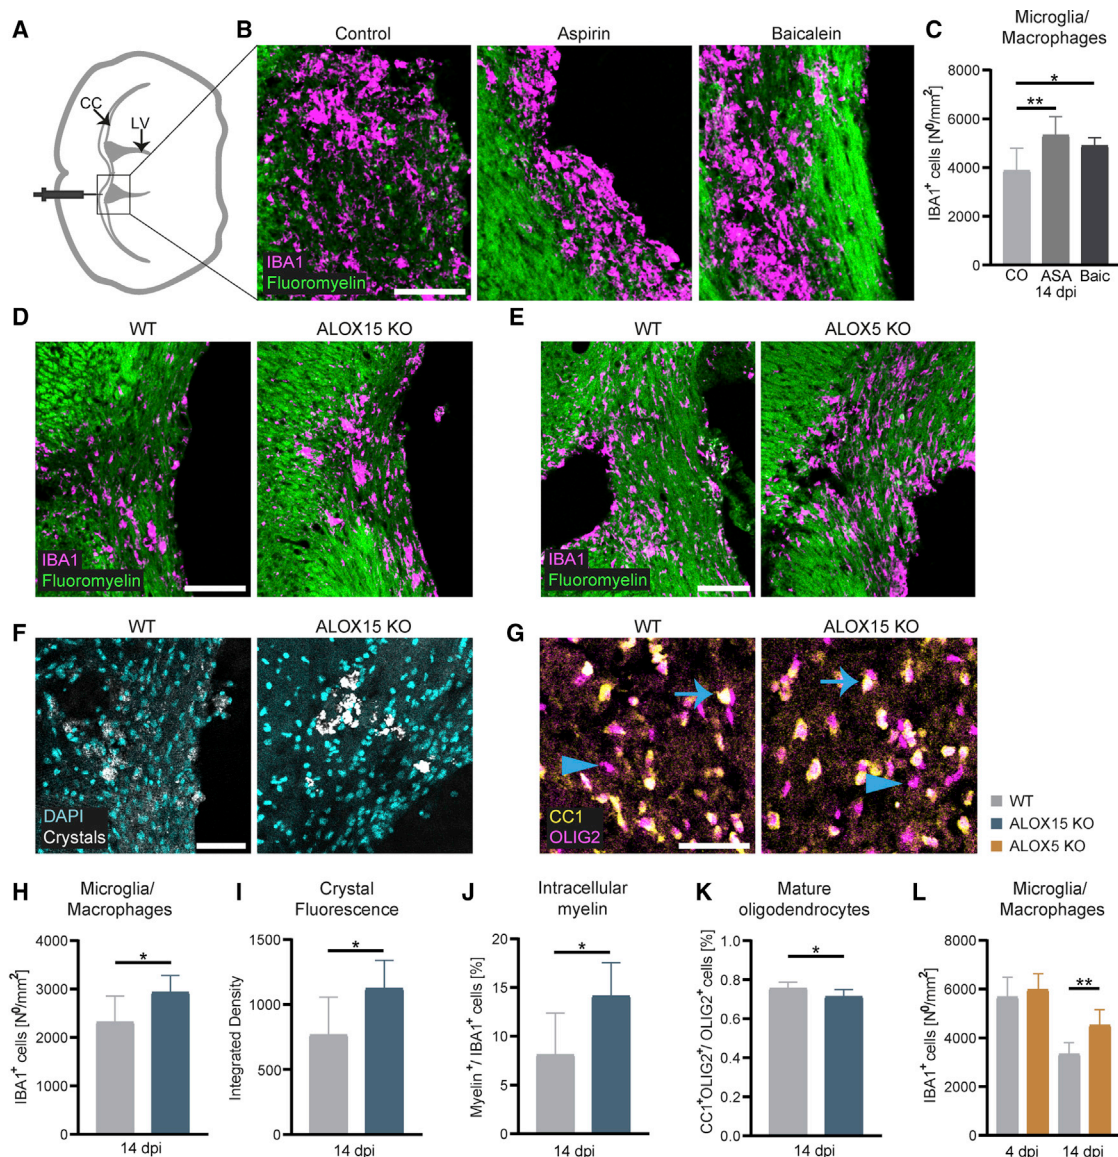 A
CC
LV
B
Control
Aspirin
Baicalein
IBA1
Fluoromyelin
C
Microglia/
Macrophages
IBA1⁺ cells [N⁰/mm²]
8000
6000
4000
2000
0
*
**
CO ASA Baic
14 dpi
D
WT
ALOX15 KO
IBA1
Fluoromyelin
E
WT
ALOX5 KO
IBA1
Fluoromyelin
F
WT
ALOX15 KO
DAPI
Crystals
G
WT
ALOX15 KO
CC1
OLIG2
WT
ALOX15 KO
ALOX5 KO
H
Microglia/
Macrophages
IBA1⁺ cells [N⁰/mm²]
4000
3000
2000
1000
0
*
14 dpi
I
Crystal
Fluorescence
Integrated Density
1500
1000
500
0
*
14 dpi
J
Intracellular
myelin
Myelin⁺/ IBA1⁺ cells [%]
20
15
10
5
0
*
14 dpi
K
Mature
oligodendrocytes
CC1⁺OLIG2⁺/ OLIG2⁺ cells [%]
1.0
0.8
0.6
0.4
0.2
0.0
*
14 dpi
L
Microglia/
Macrophages
IBA1⁺ cells [N⁰/mm²]
8000
6000
4000
6000
0
**
4 dpi 14 dpi